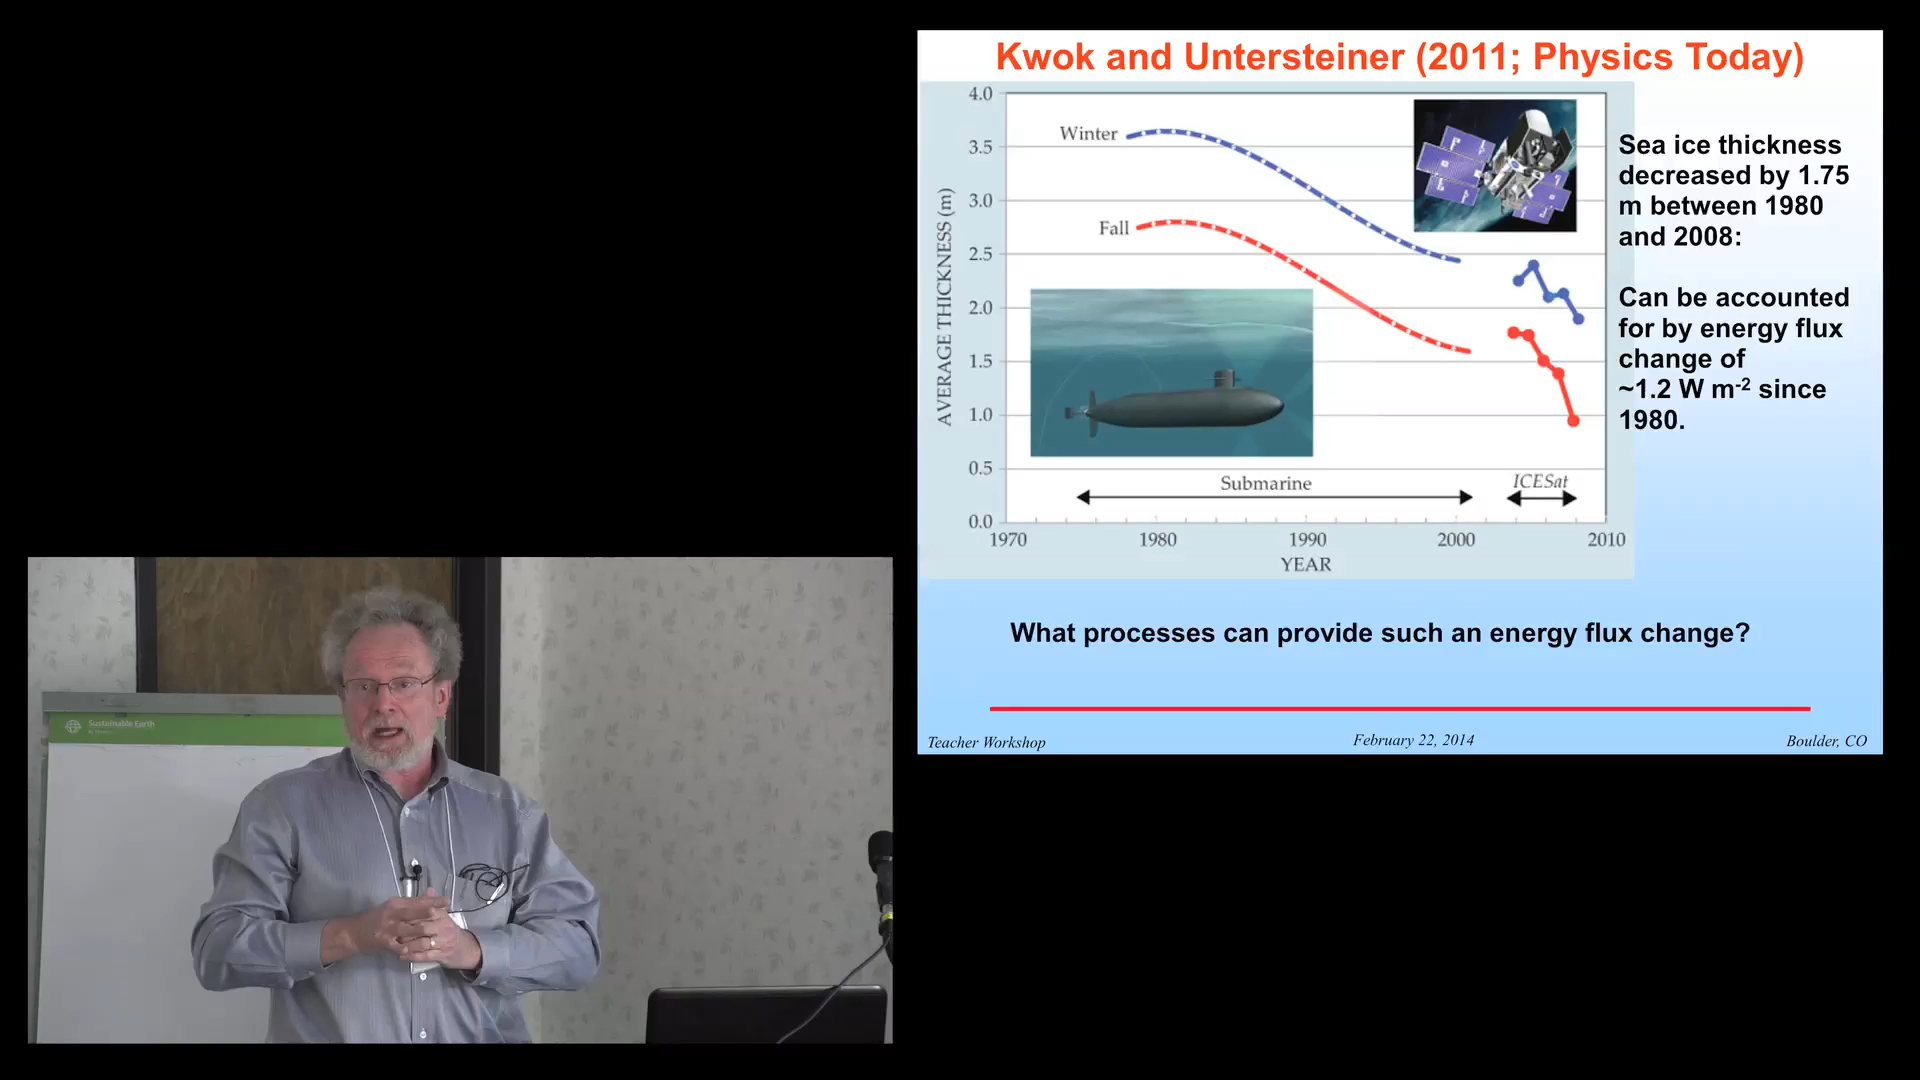 Kwok and Untersteiner (2011; Physics Today)
4.0
3.5
3.0
2.5
2.0
1.5
1.0
0.5
0.0
AVERAGE THICKNESS (m)
Winter
Fall
Submarine
ICESat
1970
1980
1990
2000
2010
YEAR
Sea ice thickness
decreased by 1.75
m between 1980
and 2008:
Can be accounted
for by energy flux
change of
~1.2 W m-2 since
1980.
What processes can provide such an energy flux change?
Teacher Workshop
February 22, 2014
Boulder, CO
Sustainable Earth